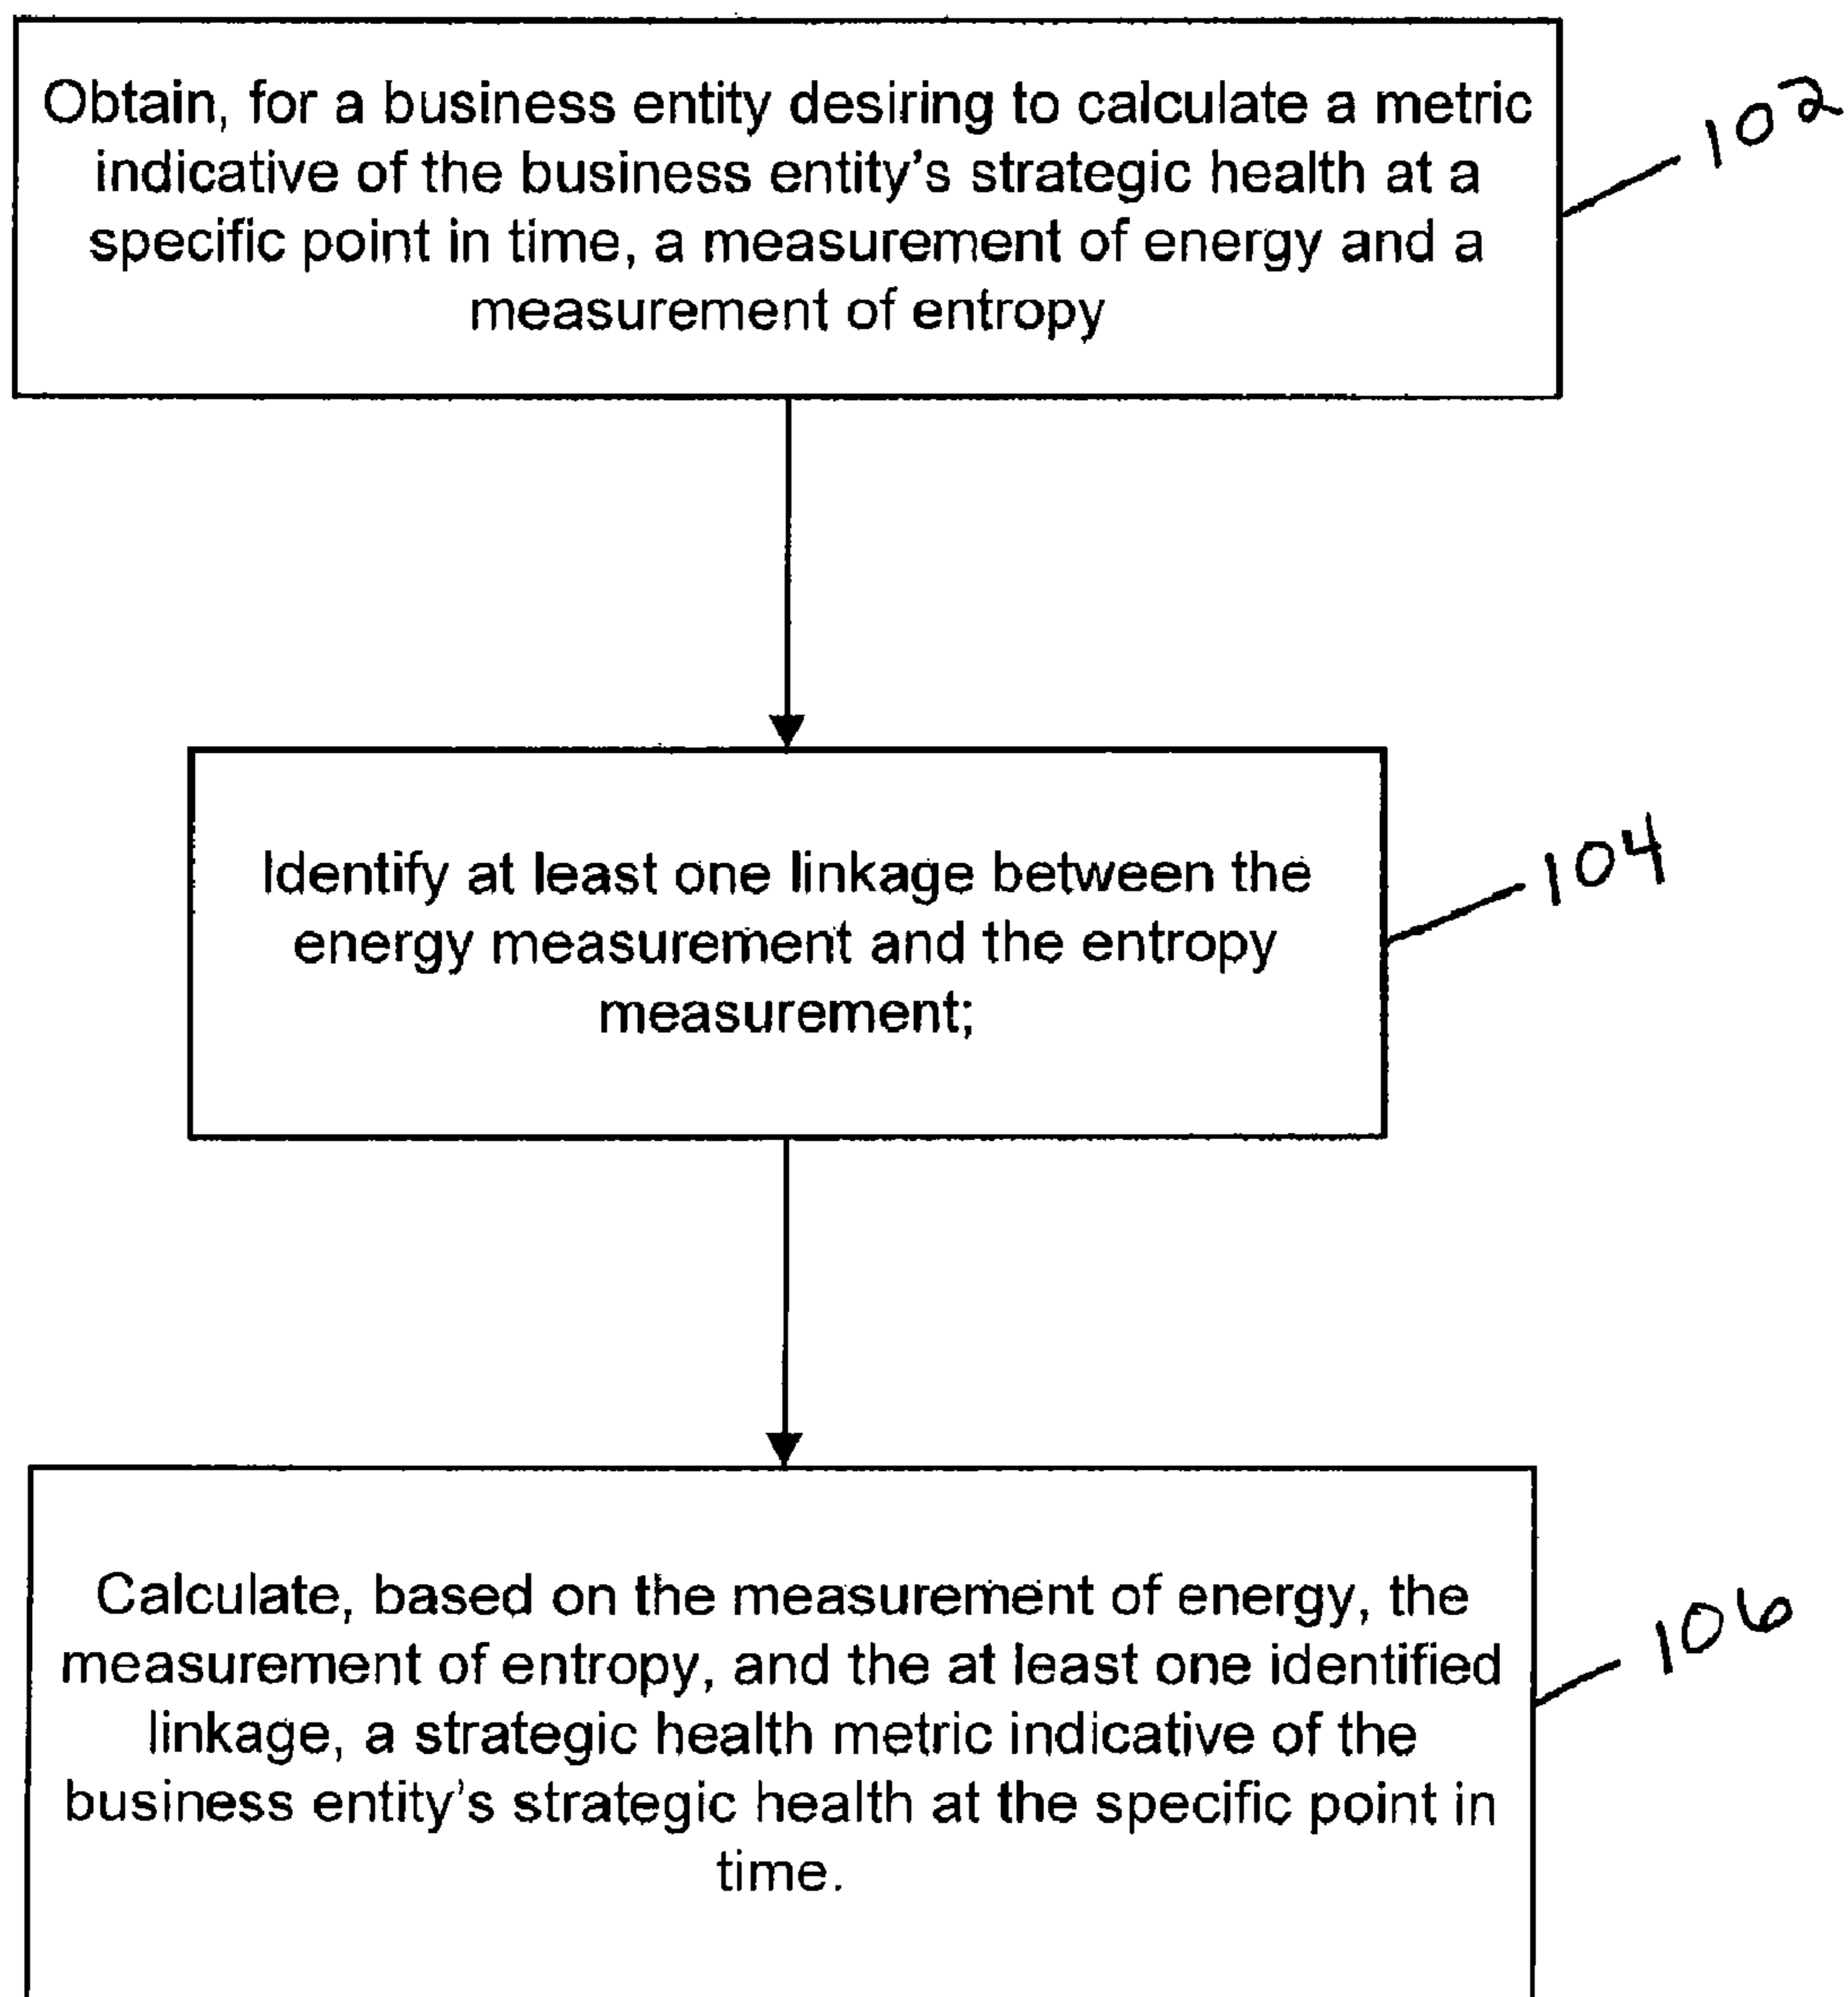 Obtain, for a business entity desiring to calculate a metric
indicative of the business entity's strategic health at a
specific point in time, a measurement of energy and a
measurement of entropy
102
Identify at least one linkage between the
energy measurement and the entropy
measurement;
104
Calculate, based on the measurement of energy, the
measurement of entropy, and the at least one identified
linkage, a strategic health metric indicative of the
business entity's strategic health at the specific point in
time.
106